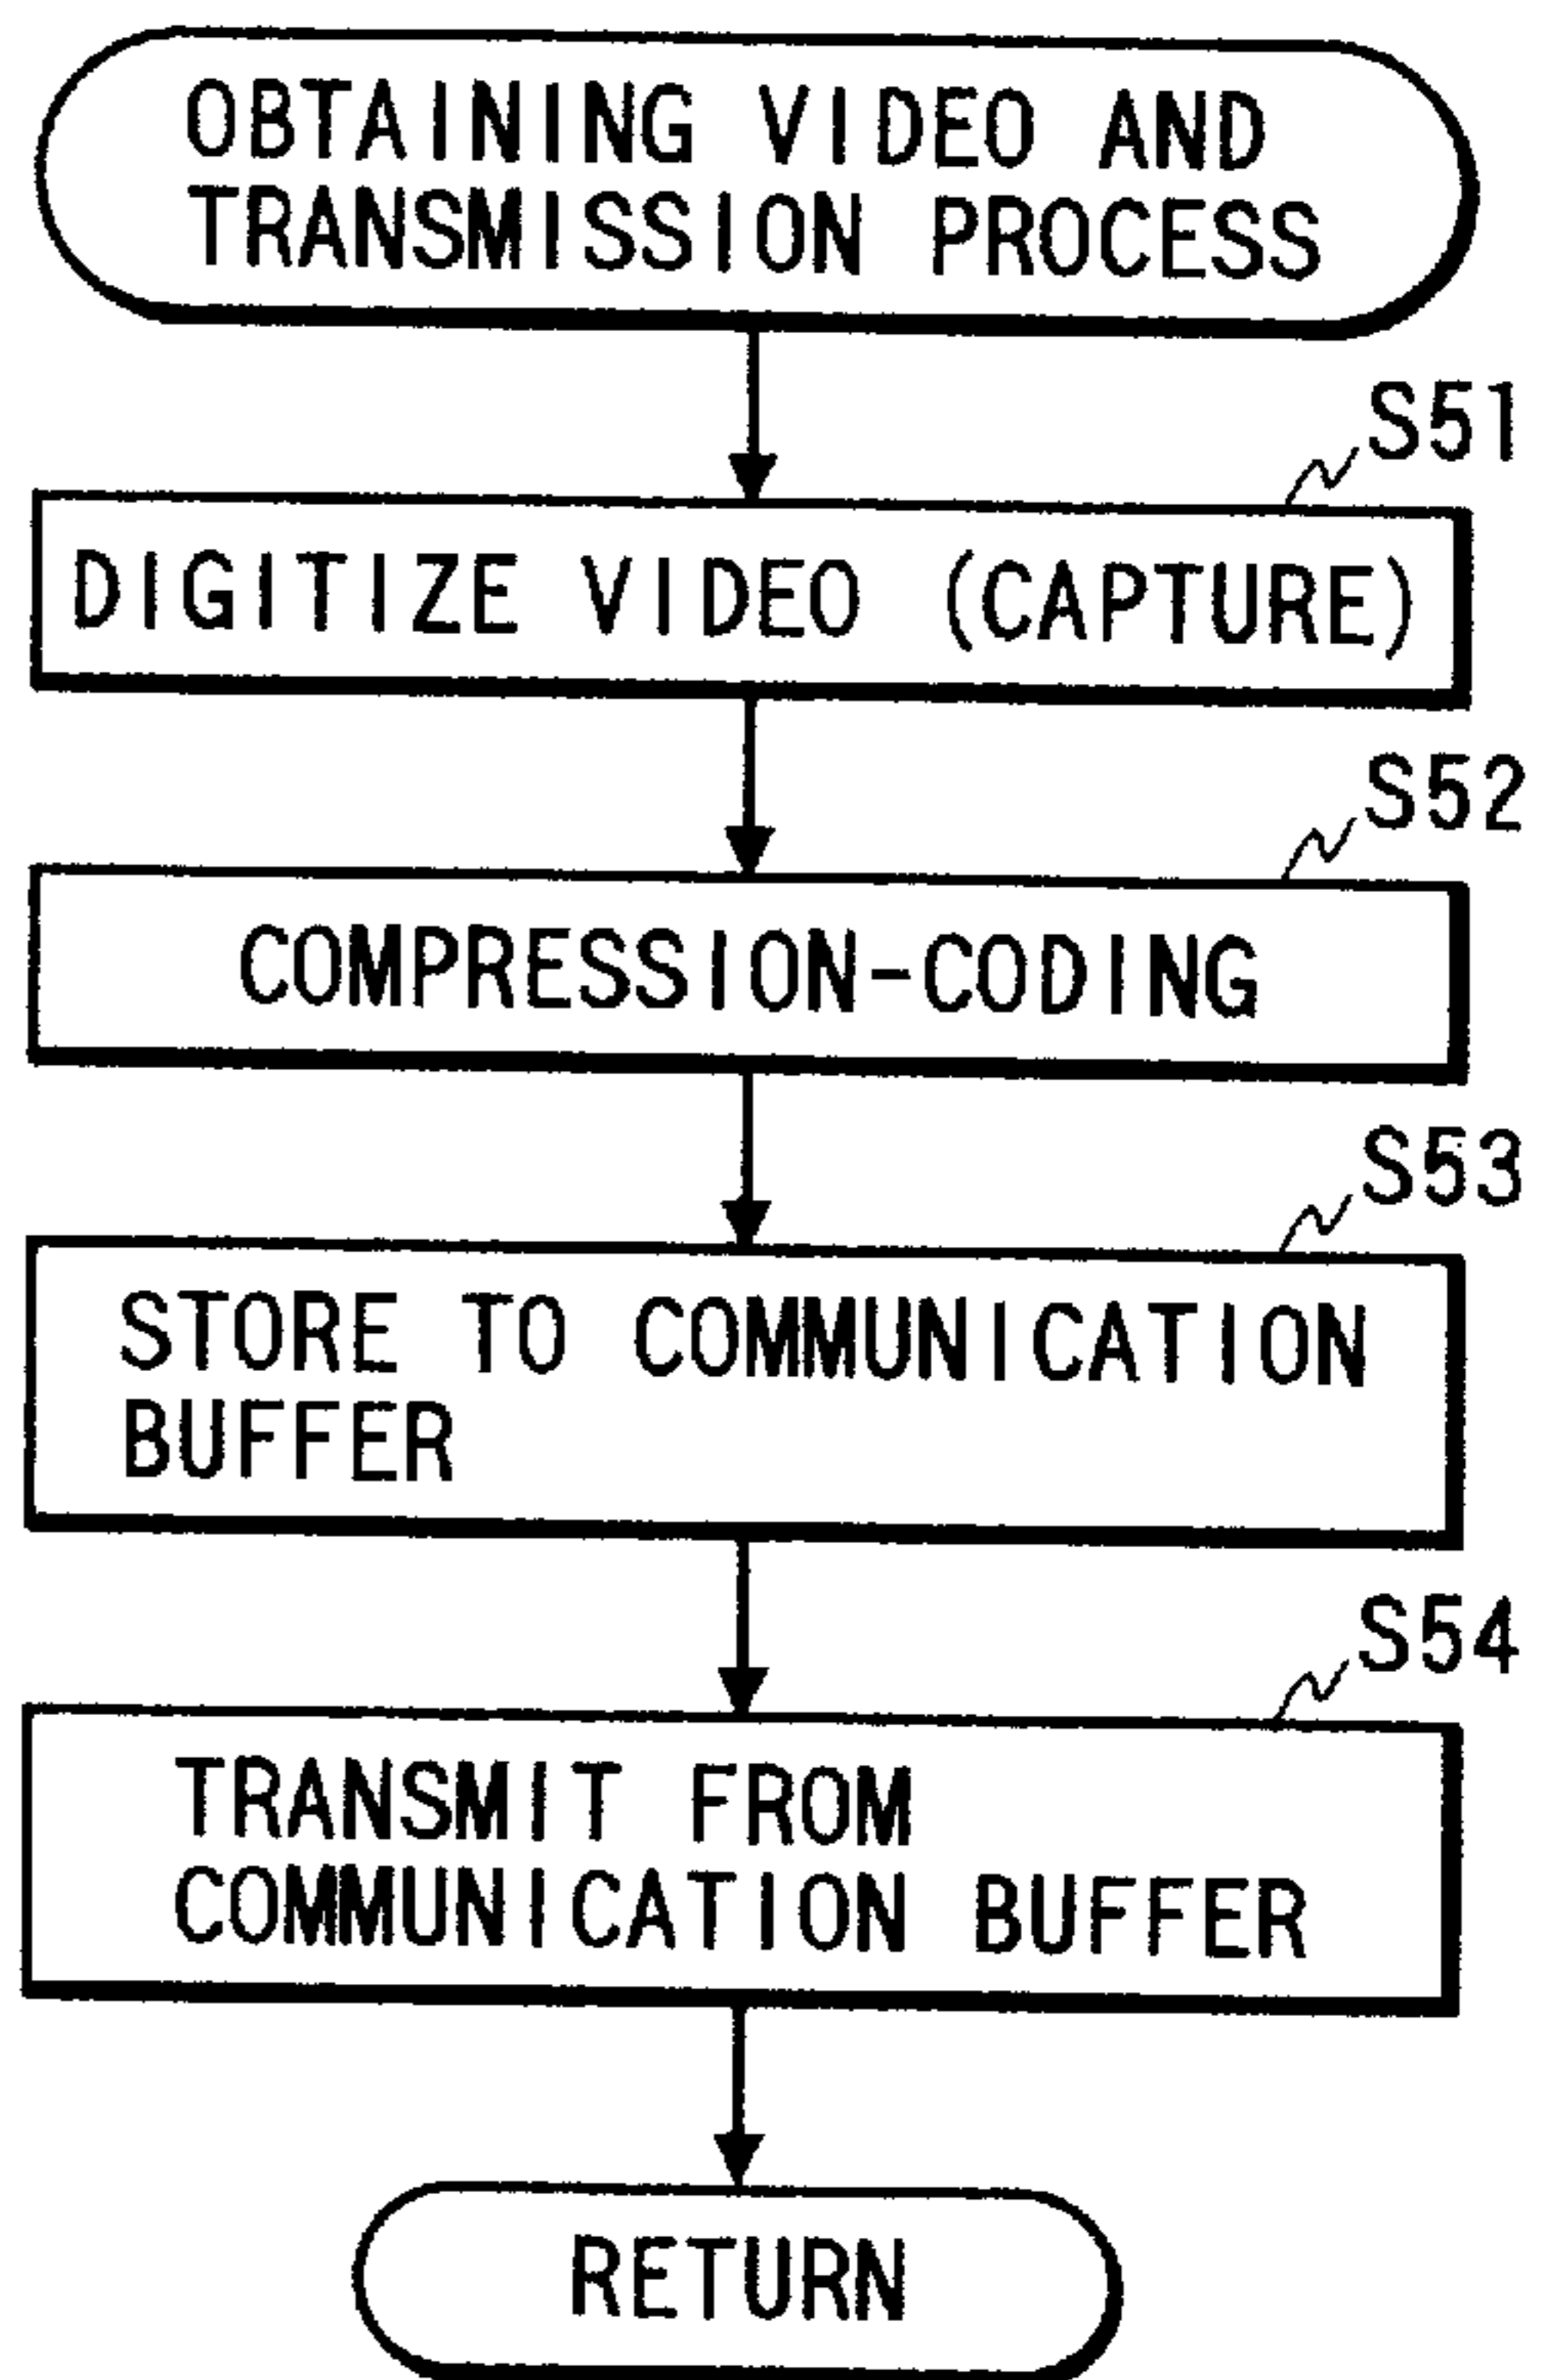 OBTAINING VIDEO AND
TRANSMISSION PROCESS
S51
DIGITIZE VIDEO (CAPTURE)
S52
COMPRESSION-CODING
S53
STORE TO COMMUNICATION
BUFFER
S54
TRANSMIT FROM
COMMUNICATION BUFFER
RETURN